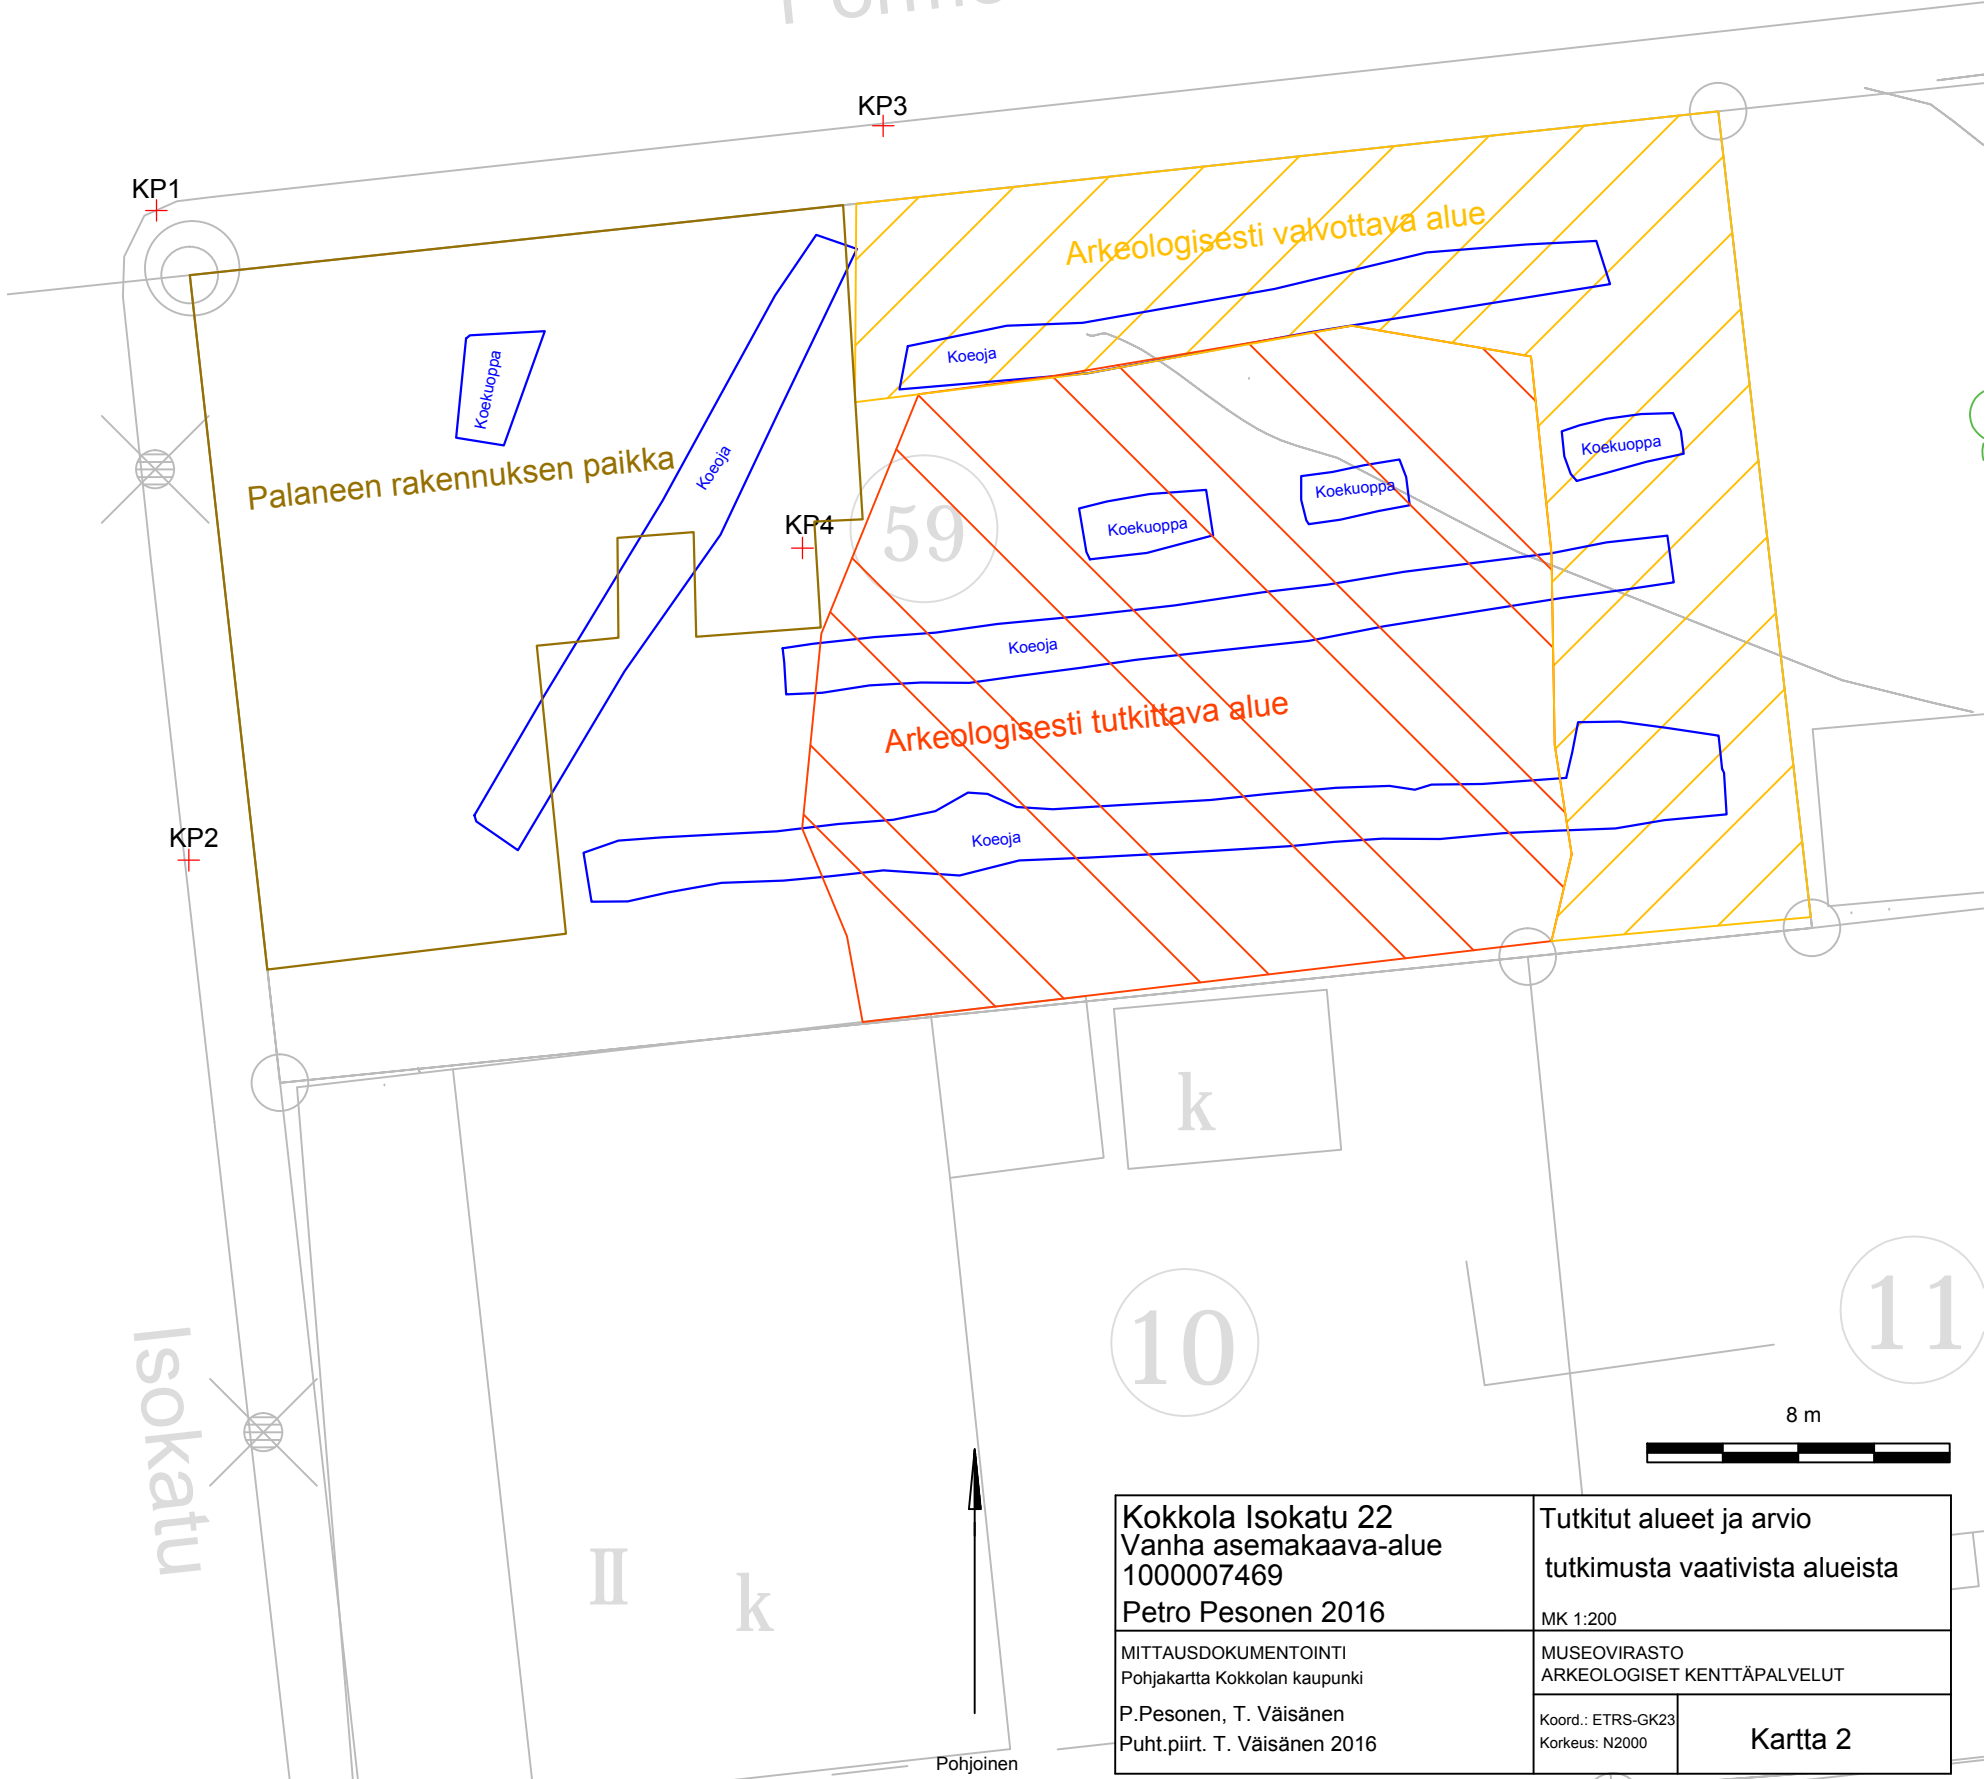 KP3
KP1
Arkeologisesti valvottava alue
Koeoja
Koekuoppa
Koeoja
Koekuoppa
Palaneen rakennuksen paikka
Koekuoppa
Koekuoppa
KP4
59
Koeoja
Arkeologisesti tutkittava alue
KP2
Koeoja
k
10
11
Isokatu
8 m
II
k
Pohjoinen
Kokkola Isokatu 22
Vanha asemakaava-alue
1000007469
Petro Pesonen 2016
Tutkitut alueet ja arvio
tutkimusta vaativista alueista
MK 1:200
MITTAUSDOKUMENTOINTI
Pohjakartta Kokkolan kaupunki
P.Pesonen, T. Väisänen
Puht.piirt. T. Väisänen 2016
MUSEOVIRASTO
ARKEOLOGISET KENTTÄPALVELUT
Koord.: ETRS-GK23
Korkeus: N2000
Kartta 2